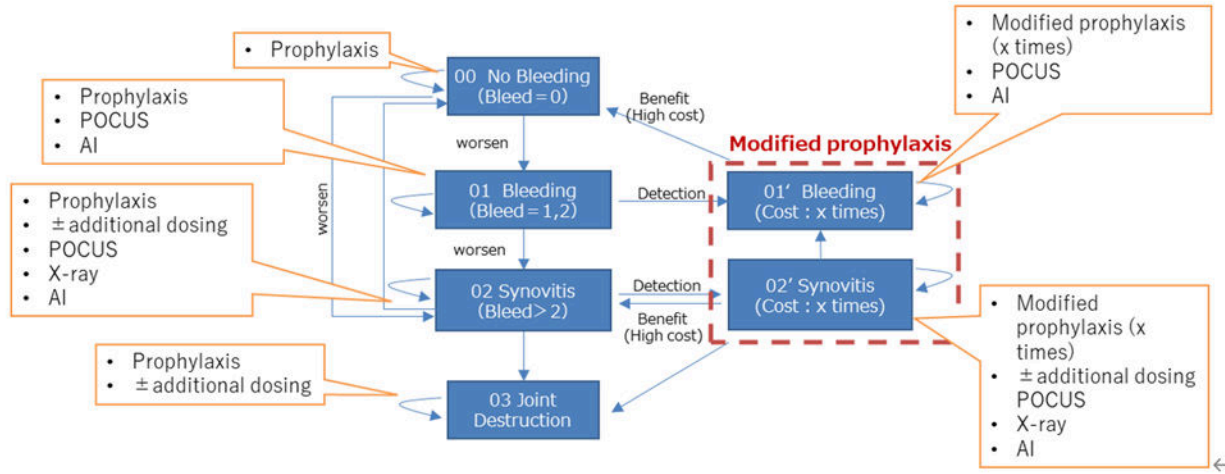 • Prophylaxis
• Prophylaxis
• POCUS
• AI
• Prophylaxis
• ±additional dosing
• POCUS
• X-ray
• AI
• Prophylaxis
• ±additional dosing
worsen
00 No Bleeding
(Bleed=0)
worsen
01 Bleeding
(Bleed=1,2)
worsen
02 Synovitis
(Bleed>2)
03 Joint
Destruction
Benefit
(High cost)
Detection
Detection
Benefit
(High cost)
Modified prophylaxis
01' Bleeding
(Cost : x times)
02' Synovitis
(Cost : x times)
• Modified prophylaxis
(x times)
• POCUS
• AI
• Modified
prophylaxis (x
times)
• ±additional dosing
POCUS
• X-ray
• AI
←